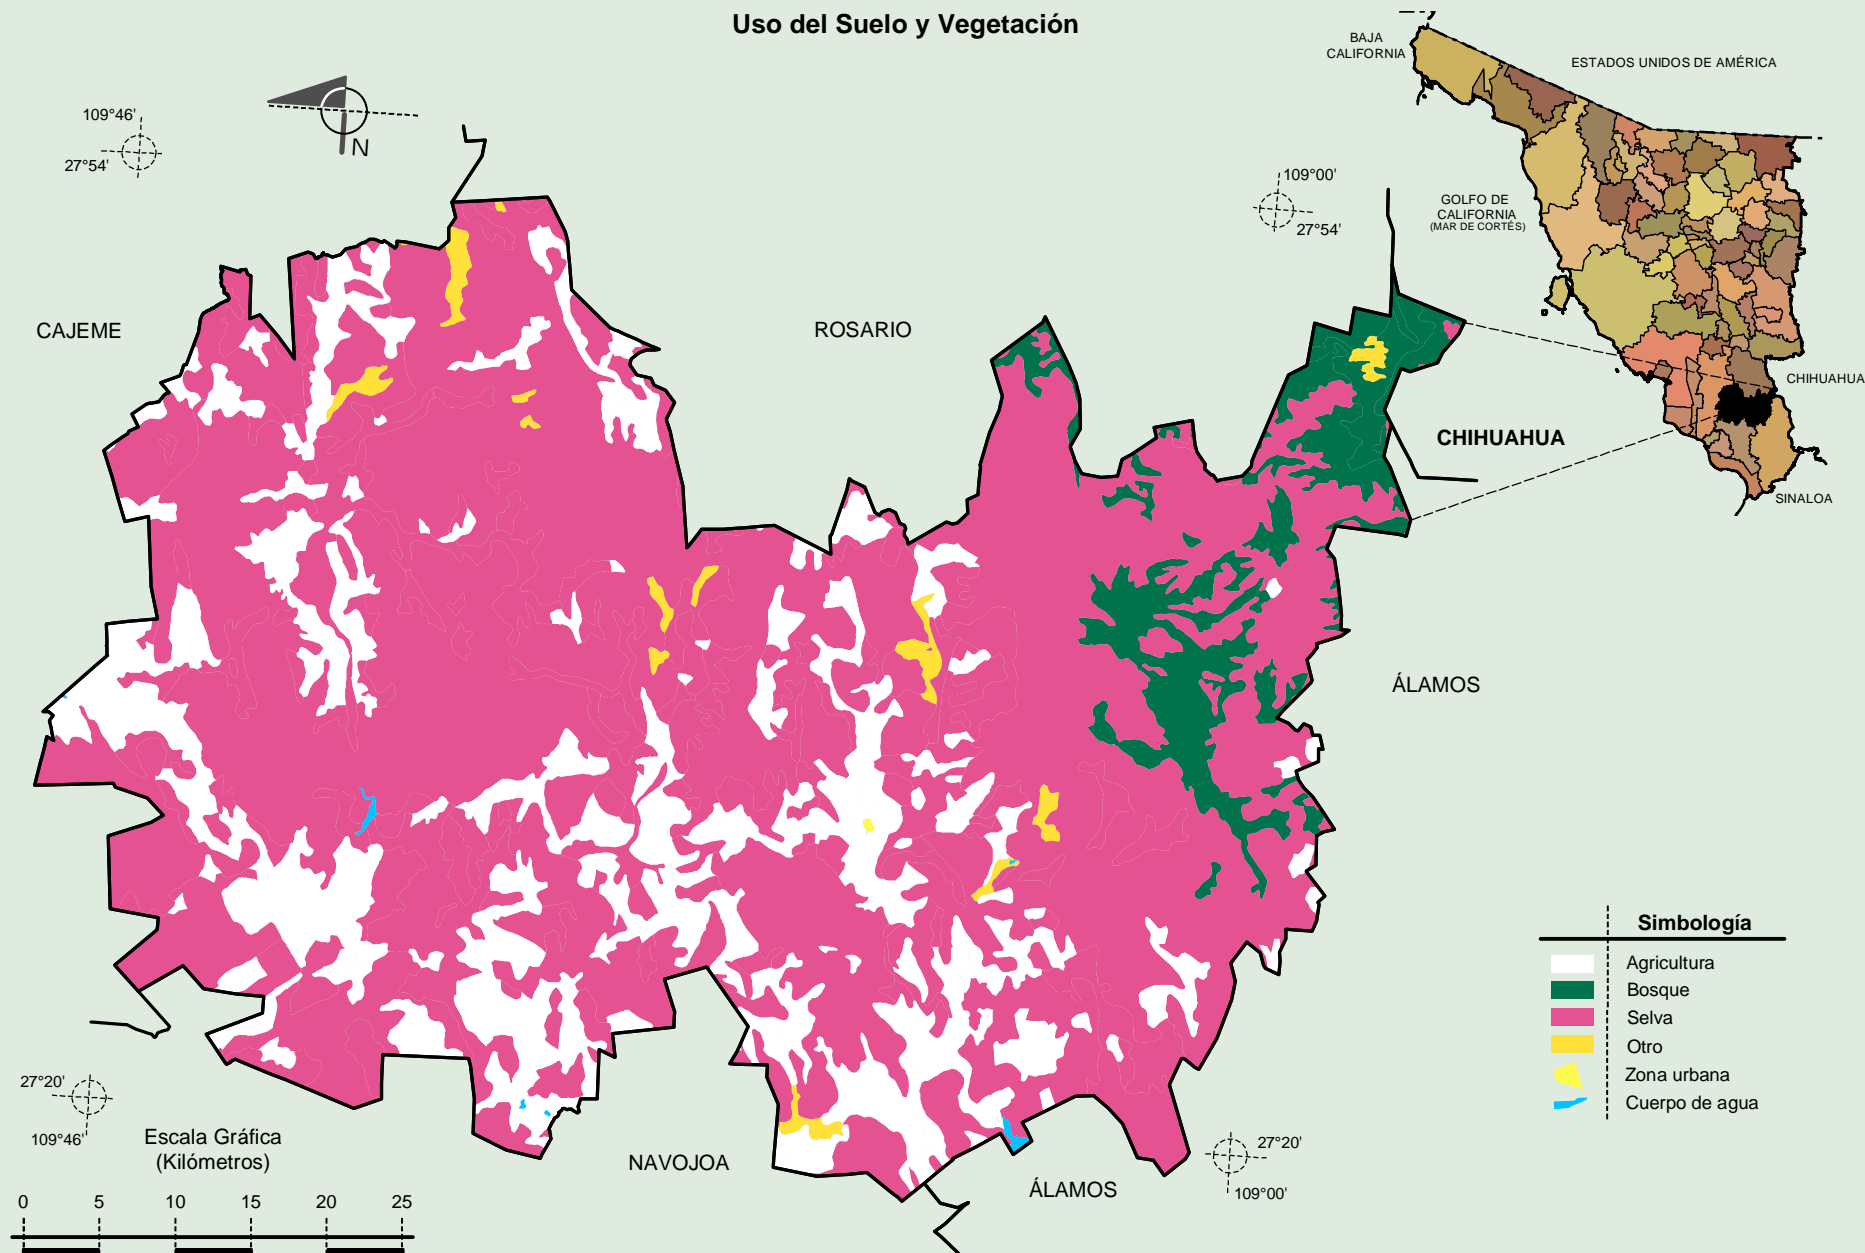 Uso del Suelo y Vegetación
BAJA
CALIFORNIA
ESTADOS UNIDOS DE AMÉRICA
109°46'
27°54'
N
109°00'
27°54'
GOLFO DE
CALIFORNIA
(MAR DE CORTÉS)
CAJEME
ROSARIO
CHIHUAHUA
CHIHUAHUA
SINALOA
ÁLAMOS
Simbología
Agricultura
Bosque
Selva
Otro
Zona urbana
Cuerpo de agua
27°20'
109°46'
Escala Gráfica
(Kilómetros)
0 5 10 15 20 25
NAVOJOA
ÁLAMOS
27°20'
109°00'